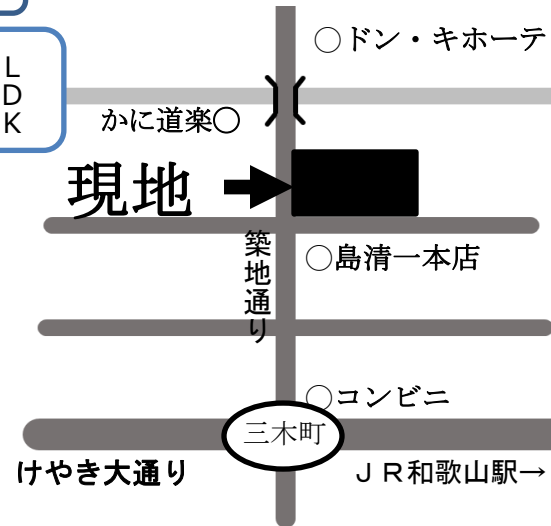 ○ドン・キホーテ
LDK
かに道楽○
現地
築地通り
○島清一本店
○コンビニ
三木町
けやき大通り
ＪＲ和歌山駅→